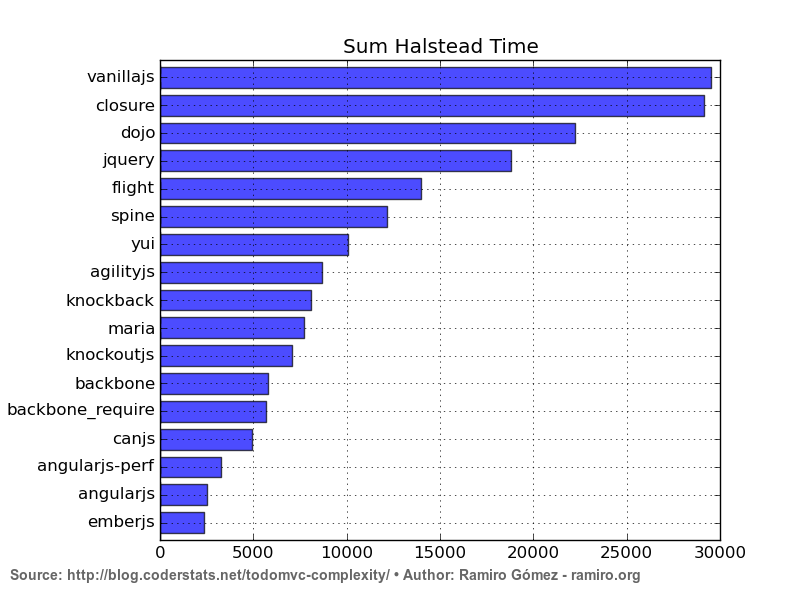 Sum Halstead Time
vanillajs
closure
dojo
jquery
flight
spine
yui
agilityjs
knockback
maria
knockoutjs
backbone
backbone_require
canjs
angularjs-perf
angularjs
emberjs
0 5000 10000 15000 20000 25000 30000
Source: http://blog.coderstats.net/todomvc-complexity/ • Author: Ramiro Gómez - ramiro.org